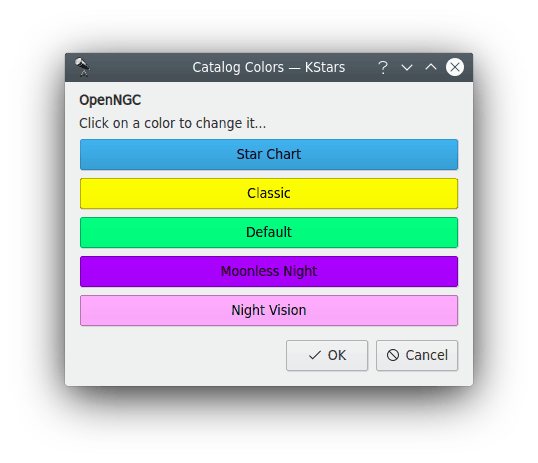 Catalog Colors — KStars
OpenNGC
Click on a color to change it...
Star Chart
Classic
Default
Moonless Night
Night Vision
OK
Cancel